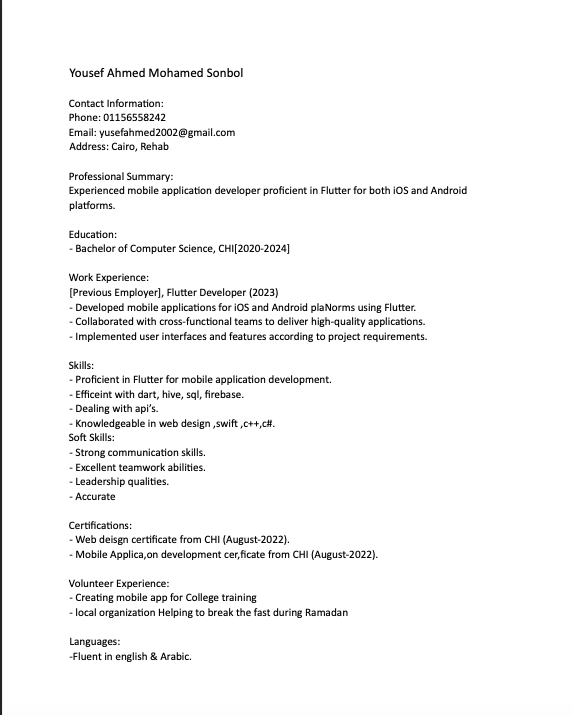 Yousef Ahmed Mohamed Sonbol
Contact Information:
Phone: 01156558242
Email: yusefahmed2002@gmail.com
Address: Cairo, Rehab
Professional Summary:
Experienced mobile application developer proficient in Flutter for both iOS and Android
platforms.
Education:
- Bachelor of Computer Science, CHI[2020-2024]
Work Experience:
[Previous Employer], Flutter Developer (2023)
- Developed mobile applications for iOS and Android plaNorms using Flutter.
- Collaborated with cross-functional teams to deliver high-quality applications.
- Implemented user interfaces and features according to project requirements.
Skills:
- Proficient in Flutter for mobile application development.
- Efficeint with dart, hive, sql, firebase.
- Dealing with api's.
- Knowledgeable in web design ,swift ,c++,c#.
Soft Skills:
- Strong communication skills.
- Excellent teamwork abilities.
- Leadership qualities.
- Accurate
Certifications:
- Web deisgn certificate from CHI (August-2022).
- Mobile Applica,on development cer,ficate from CHI (August-2022).
Volunteer Experience:
- Creating mobile app for College training
- local organization Helping to break the fast during Ramadan
Languages:
-Fluent in english & Arabic.